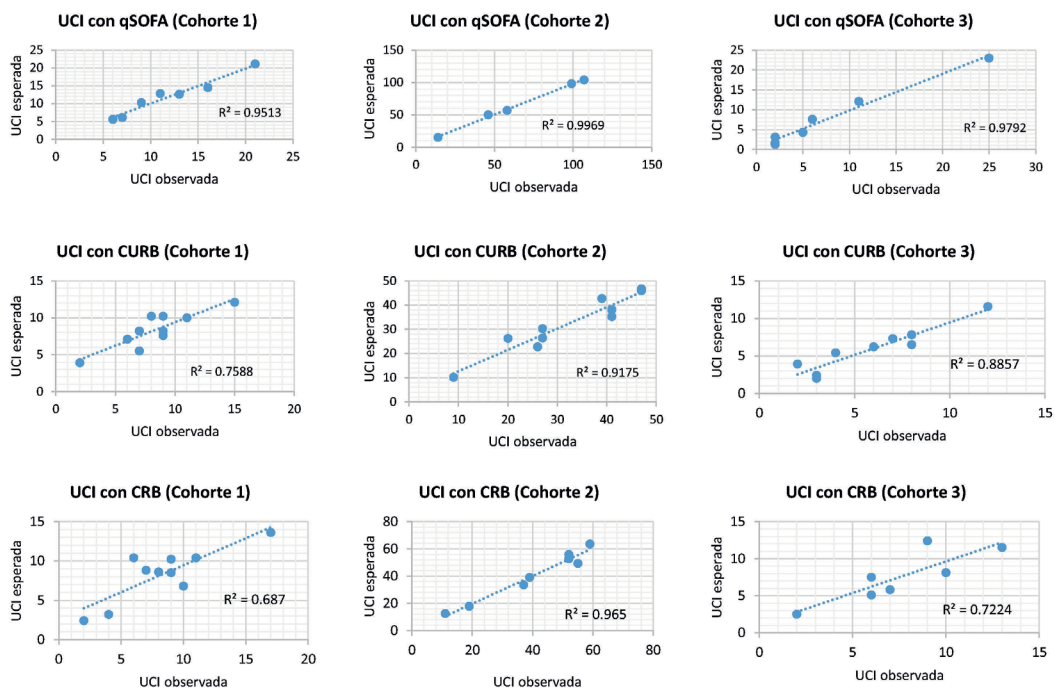 UCI con qSOFA (Cohorte 1)
UCI esperada
25
20
15
10
5
0
R² = 0.9513
0 5 10 15 20 25
UCI observada
UCI con qSOFA (Cohorte 2)
UCI esperada
150
100
50
0
R² = 0.9969
0 50 100 150
UCI observada
UCI con qSOFA (Cohorte 3)
UCI esperada
25
20
15
10
5
0
R² = 0.9792
0 5 10 15 20 25 30
UCI observada
UCI con CURB (Cohorte 1)
UCI esperada
15
10
5
0
R² = 0.7588
0 5 10 15 20
UCI observada
UCI con CURB (Cohorte 2)
UCI esperada
50
40
30
20
10
0
R² = 0.9175
0 10 20 30 40 50
UCI observada
UCI con CURB (Cohorte 3)
UCI esperada
15
10
5
0
R² = 0.8857
0 5 10 15
UCI observada
UCI con CRB (Cohorte 1)
UCI esperada
15
10
5
0
R² = 0.687
0 5 10 15 20
UCI observada
UCI con CRB (Cohorte 2)
UCI esperada
80
60
40
20
0
R² = 0.965
0 20 40 60 80
UCI observada
UCI con CRB (Cohorte 3)
UCI esperada
15
10
5
0
R² = 0.7224
0 5 10 15
UCI observada